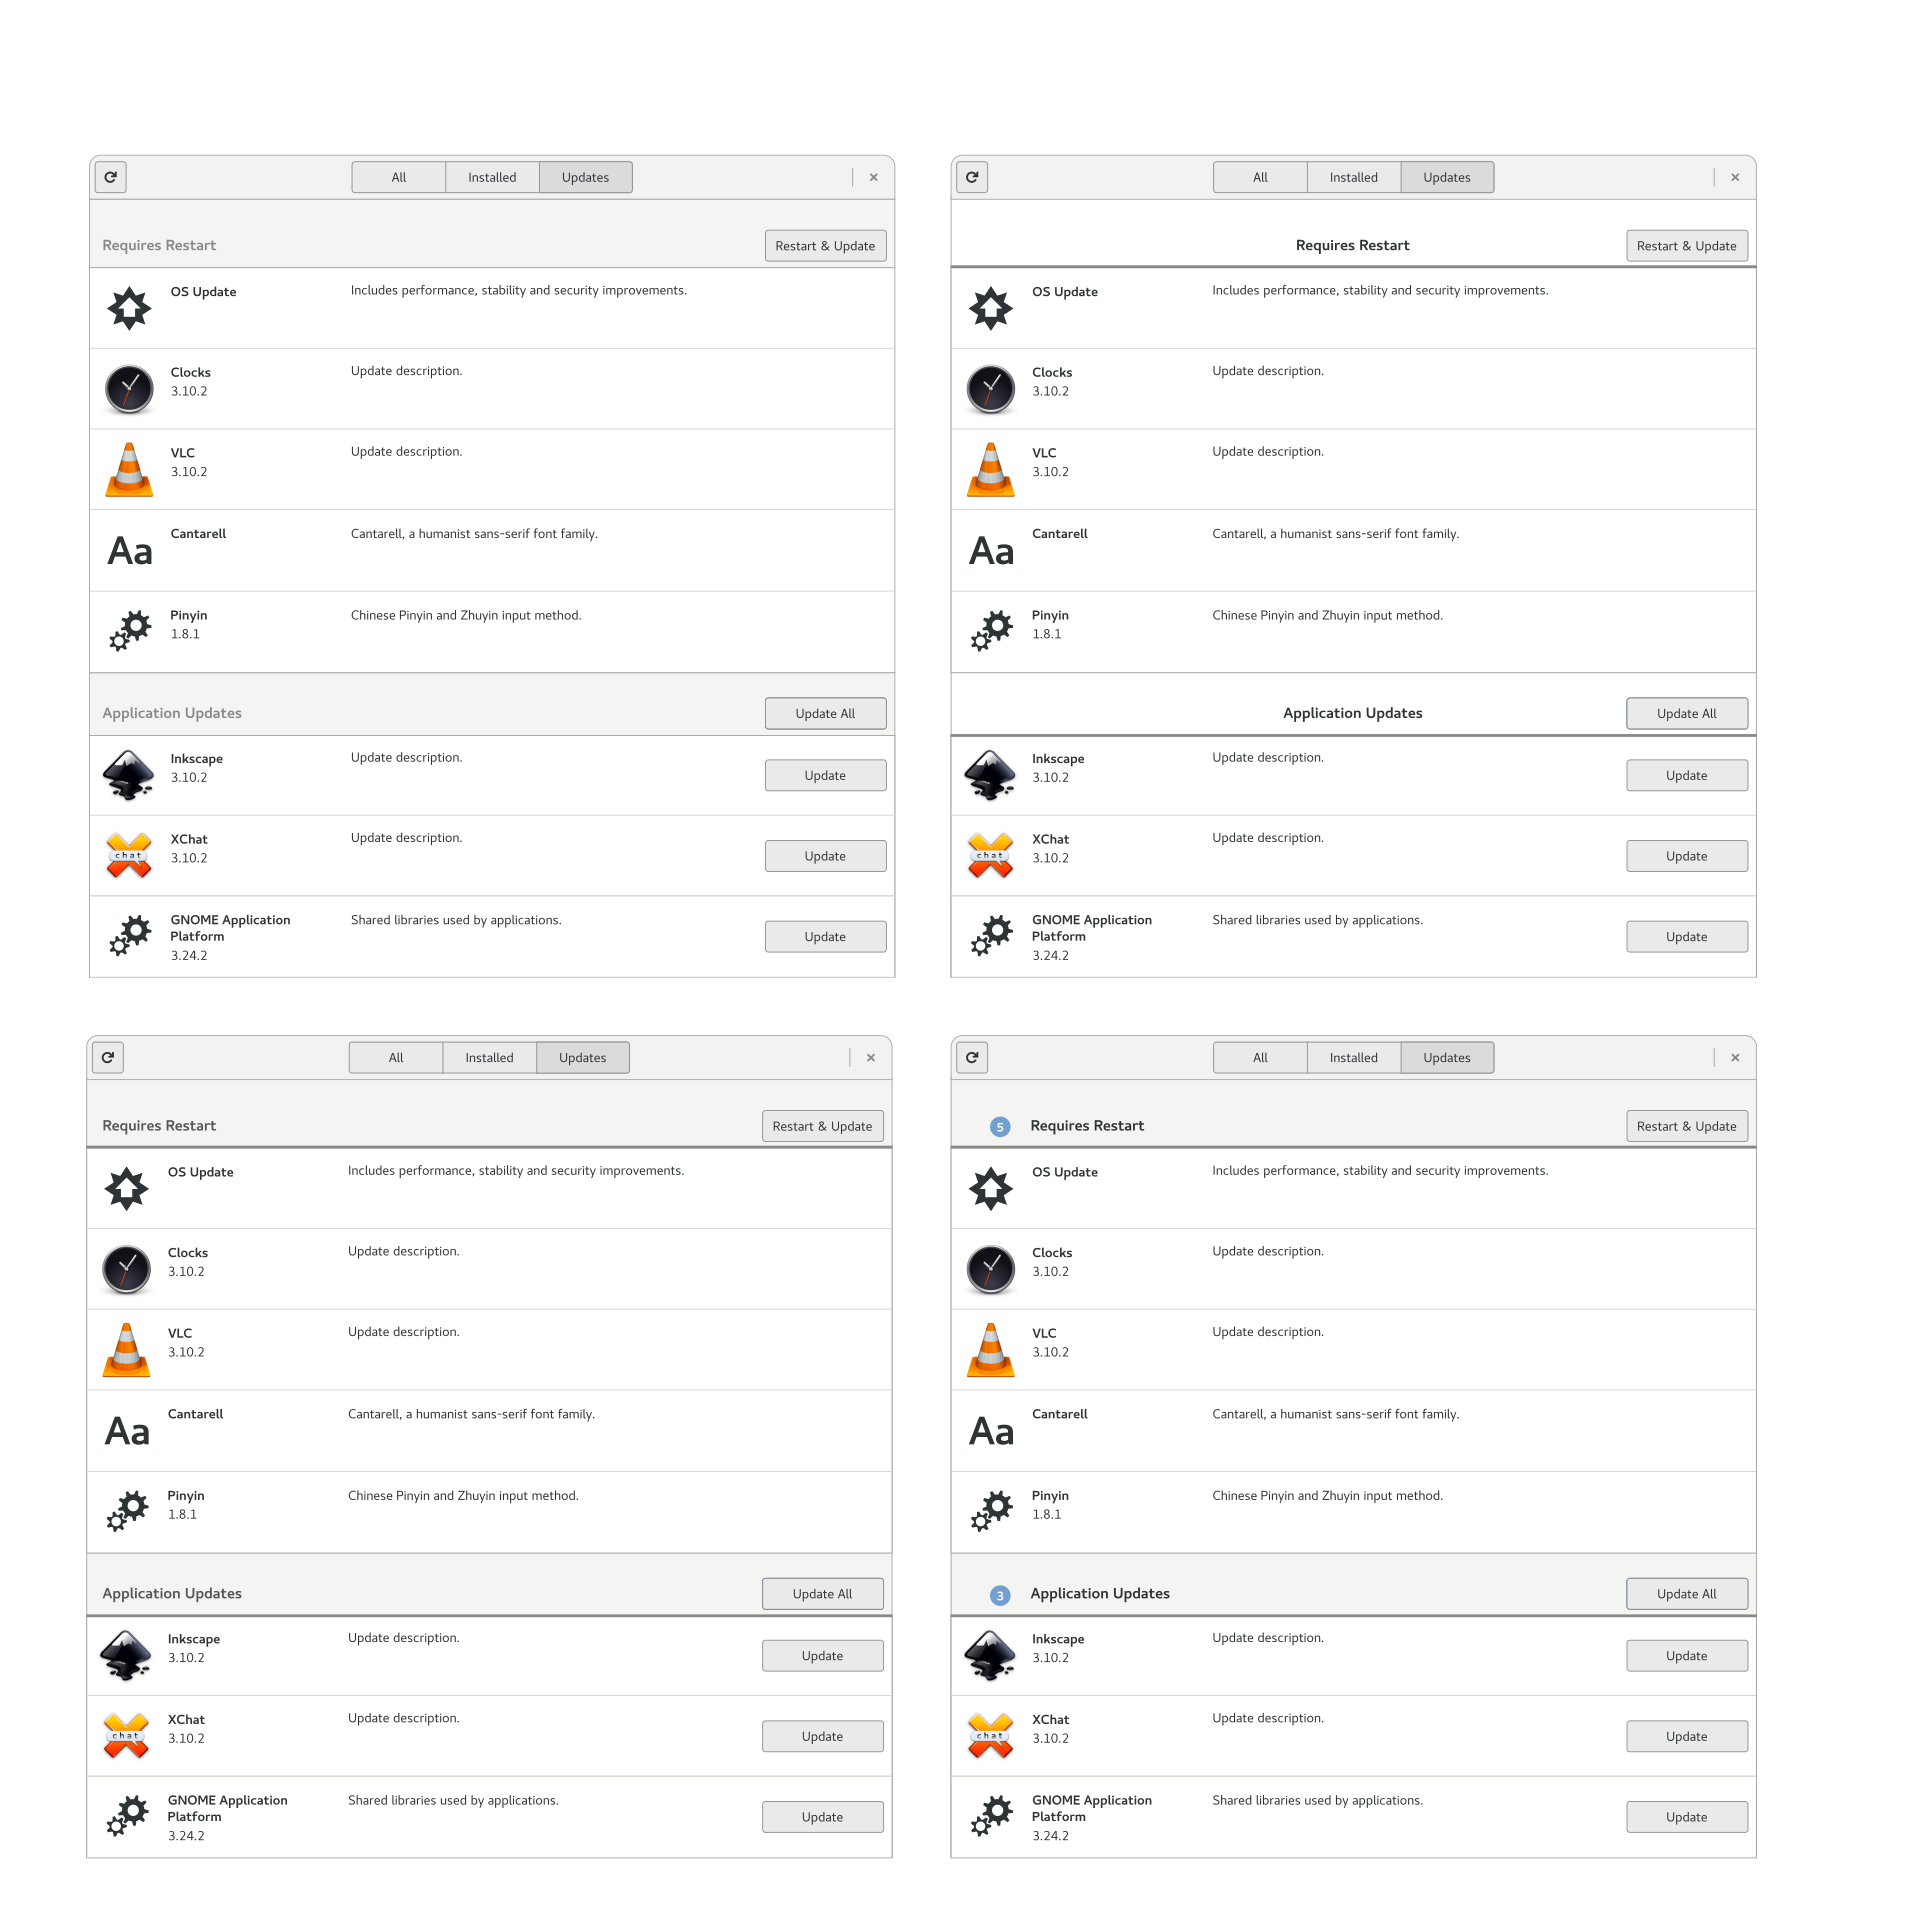 All Installed Updates
Requires Restart Restart & Update
OS Update Includes performance, stability and security improvements.
Clocks Update description.
3.10.2
VLC Update description.
3.10.2
Aa Cantarell Cantarell, a humanist sans-serif font family.
Pinyin Chinese Pinyin and Zhuyin input method.
1.8.1
Application Updates Update All
Inkscape Update description.
3.10.2 Update
XChat Update description.
chat 3.10.2 Update
GNOME Application Shared libraries used by applications.
Platform Update
3.24.2
All Installed Updates
Requires Restart Restart & Update
OS Update Includes performance, stability and security improvements.
Clocks Update description.
3.10.2
VLC Update description.
3.10.2
Aa Cantarell Cantarell, a humanist sans-serif font family.
Pinyin Chinese Pinyin and Zhuyin input method.
1.8.1
Application Updates Update All
Inkscape Update description.
3.10.2 Update
XChat Update description.
chat 3.10.2 Update
GNOME Application Shared libraries used by applications.
Platform Update
3.24.2
All Installed Updates
Requires Restart Restart & Update
OS Update Includes performance, stability and security improvements.
Clocks Update description.
3.10.2
VLC Update description.
3.10.2
Aa Cantarell Cantarell, a humanist sans-serif font family.
Pinyin Chinese Pinyin and Zhuyin input method.
1.8.1
Application Updates Update All
Inkscape Update description.
3.10.2 Update
XChat Update description.
chat 3.10.2 Update
GNOME Application Shared libraries used by applications.
Platform Update
3.24.2
All Installed Updates
5 Requires Restart Restart & Update
OS Update Includes performance, stability and security improvements.
Clocks Update description.
3.10.2
VLC Update description.
3.10.2
Aa Cantarell Cantarell, a humanist sans-serif font family.
Pinyin Chinese Pinyin and Zhuyin input method.
1.8.1
3 Application Updates Update All
Inkscape Update description.
3.10.2 Update
XChat Update description.
chat 3.10.2 Update
GNOME Application Shared libraries used by applications.
Platform Update
3.24.2